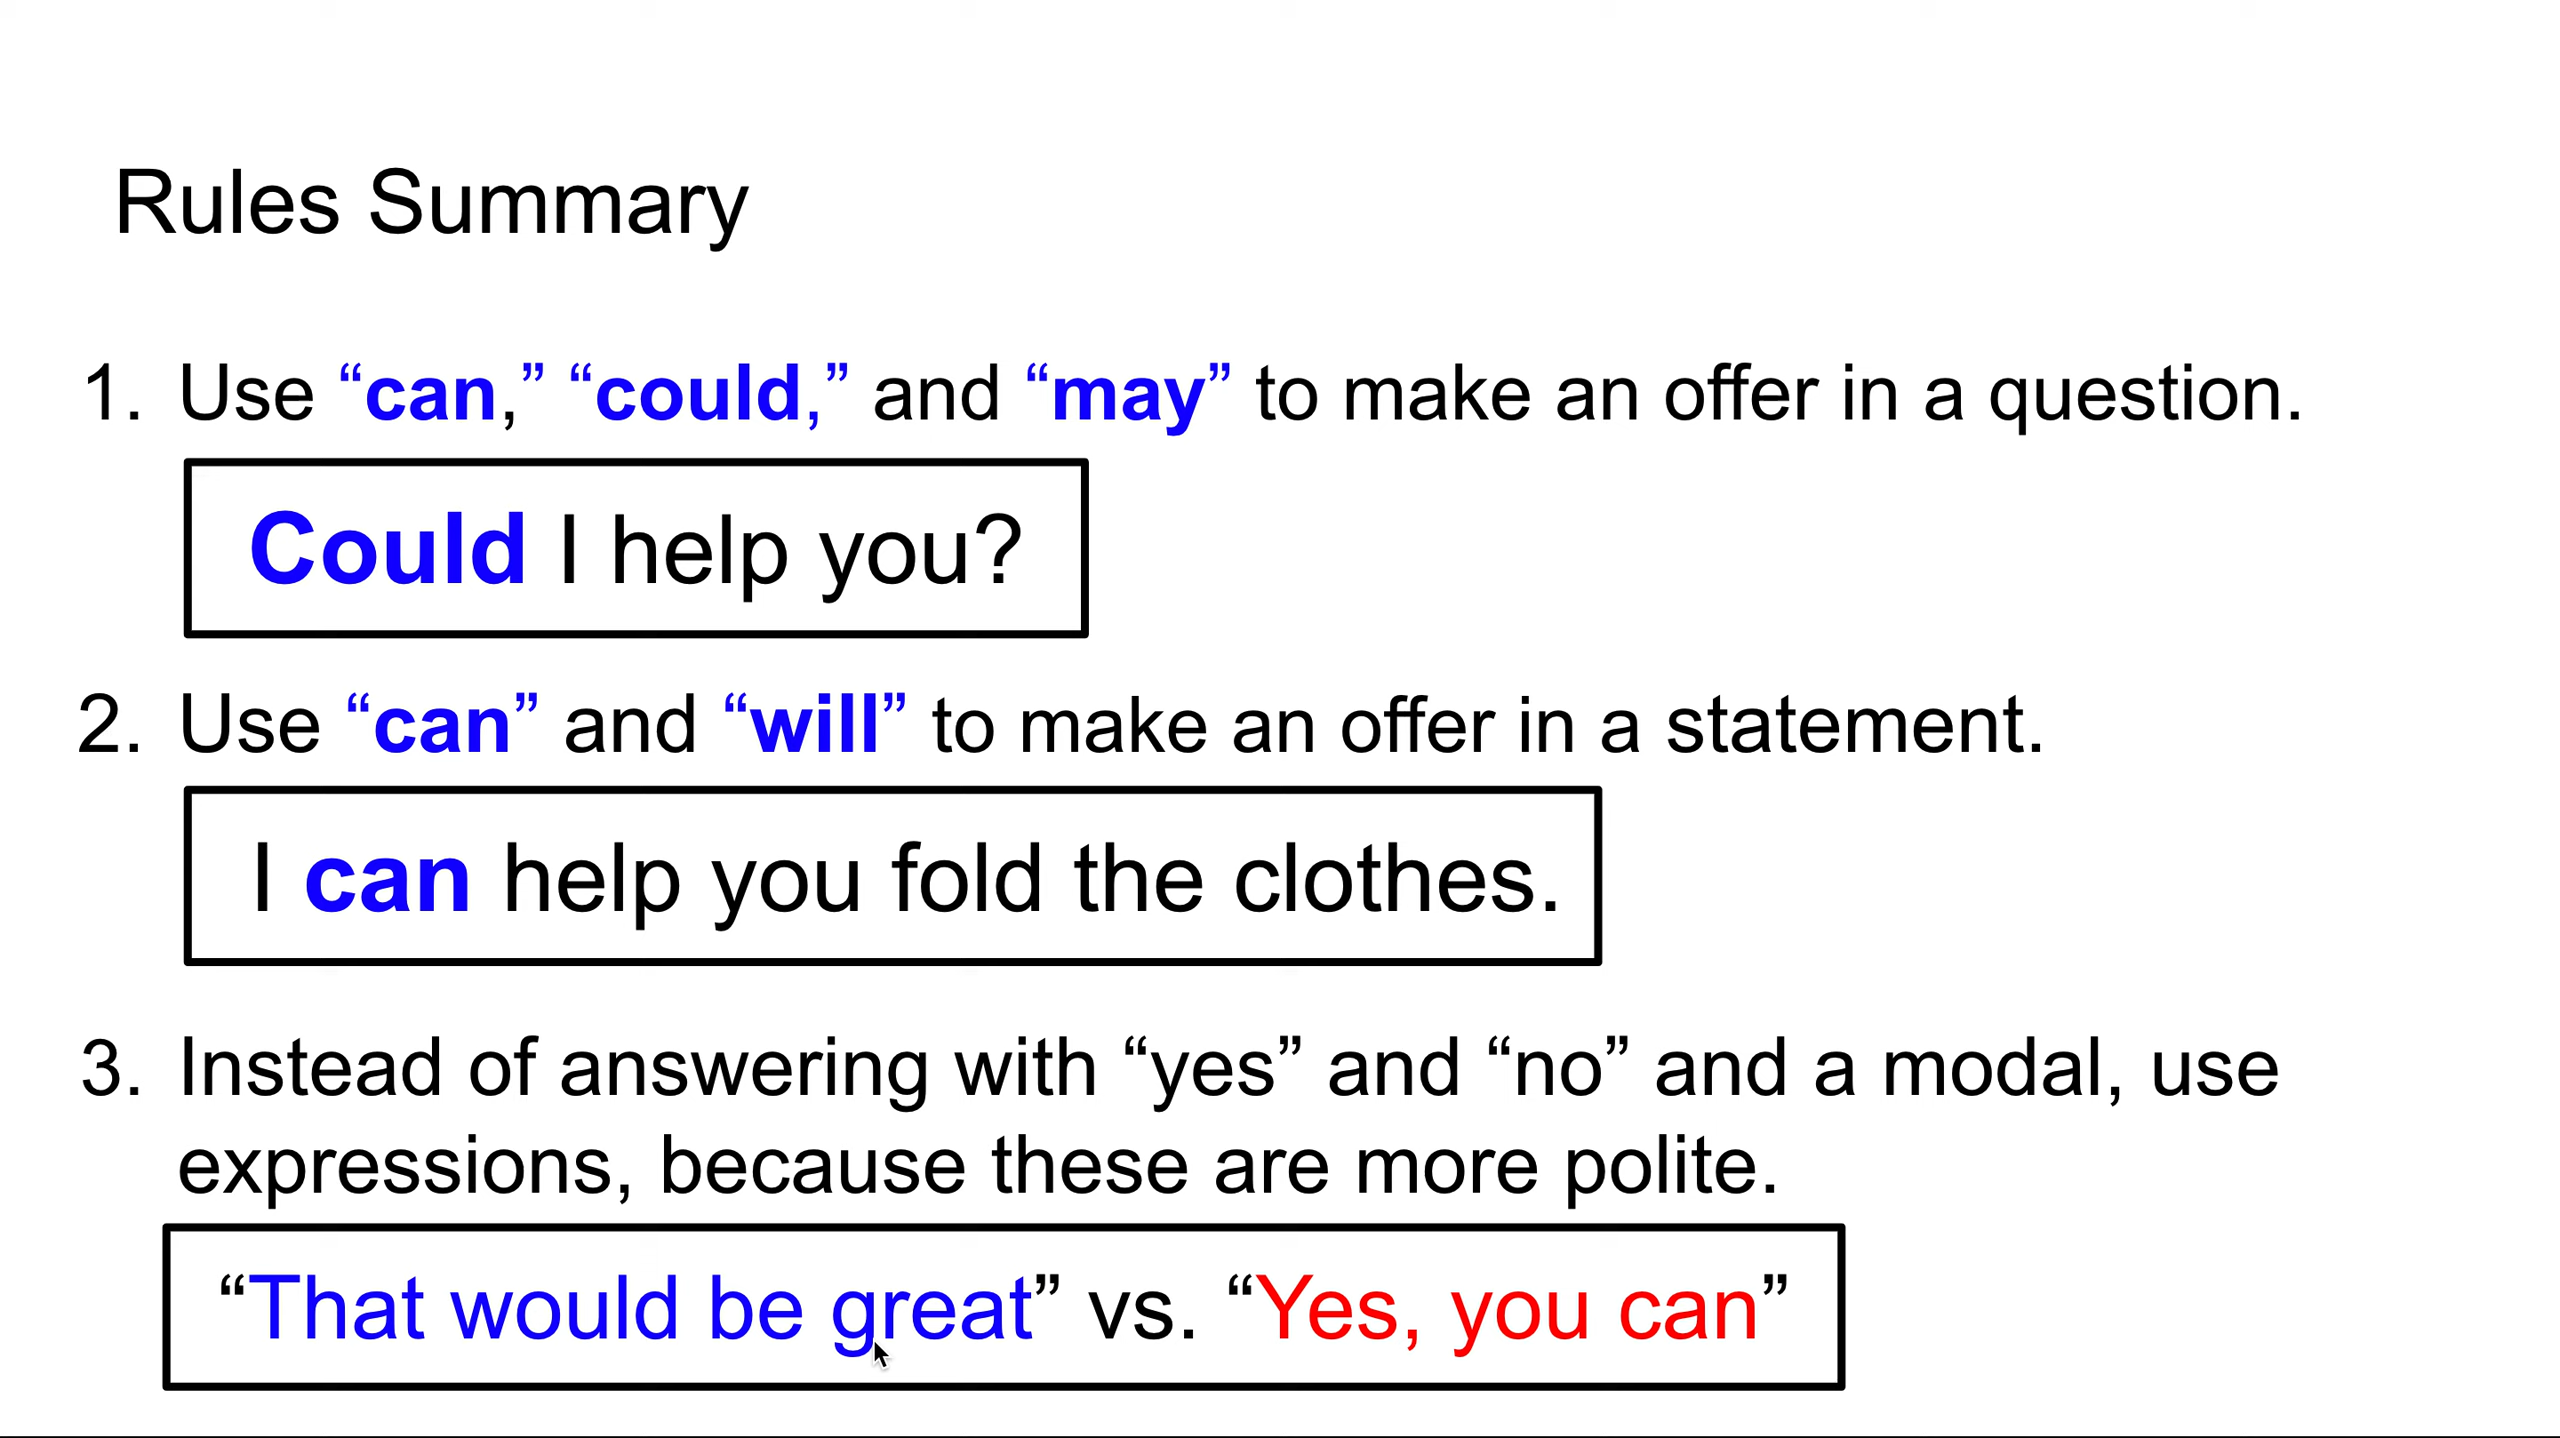 Rules Summary
1. Use “can,” “could,” and “may” to make an offer in a question.
Could I help you?
2. Use “can” and “will” to make an offer in a statement.
I can help you fold the clothes.
3. Instead of answering with “yes” and “no” and a modal, use
expressions, because these are more polite.
“That would be great” vs. “Yes, you can”